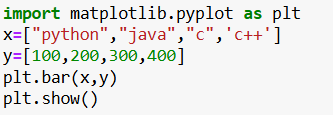 import matplotlib.pyplot as plt
x=["python","java","c",'c++']
y=[100,200,300,400]
plt.bar(x,y)
plt.show()